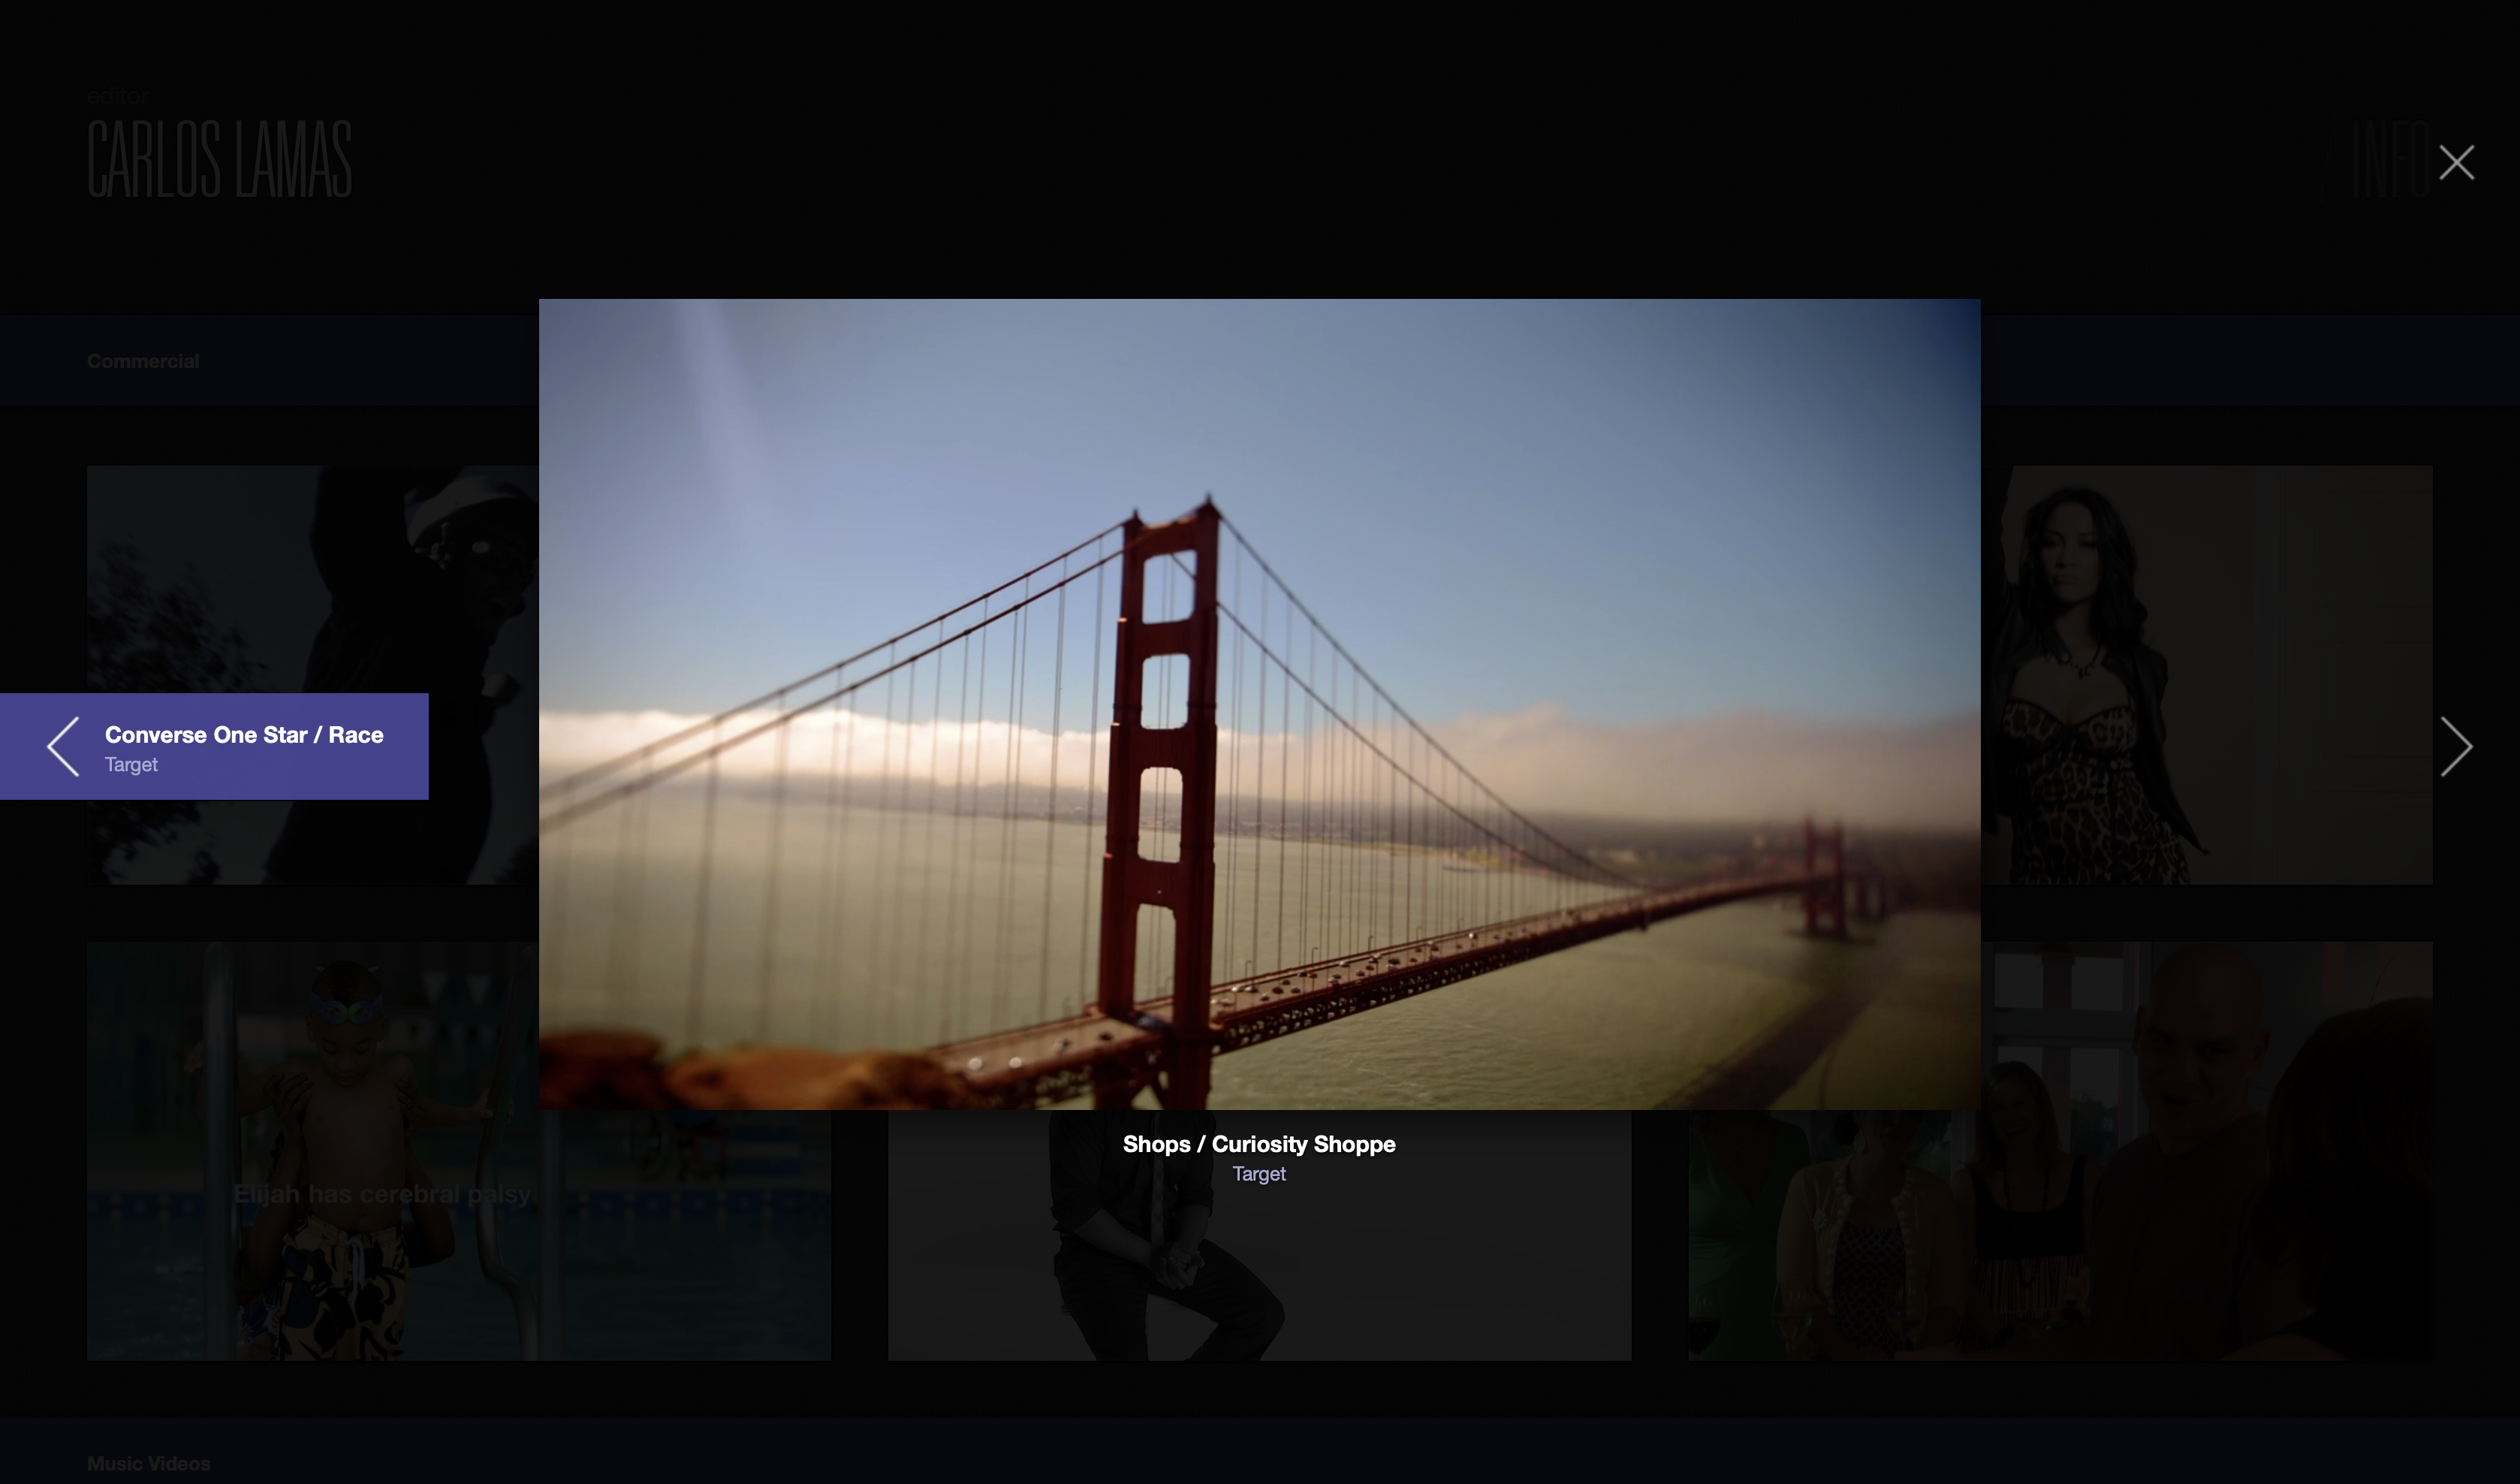 editor
CARLOS LAMAS
/ INFO
Commercial
Converse One Star / Race
Target
Shops / Curiosity Shoppe
Target
Elijah has cerebral palsy
Music Videos